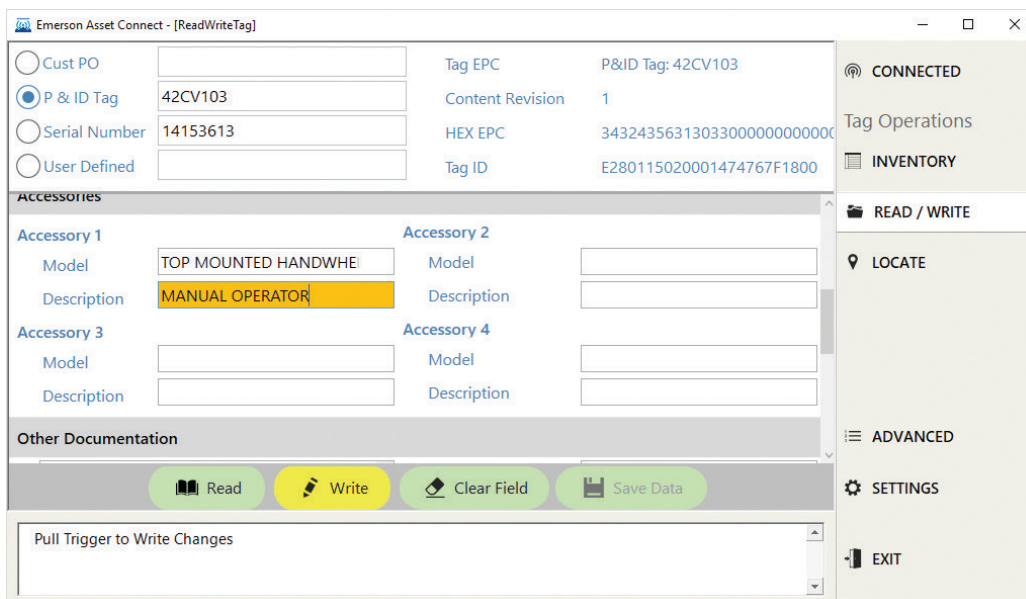 Emerson Asset Connect - [ReadWriteTag]
Cust PO
P & ID Tag 42CV103
Serial Number 14153613
User Defined
Tag EPC P&ID Tag: 42CV103
Content Revision 1
HEX EPC 3432435631303300000000000
Tag ID E280115020001474767F1800
Accessories
Accessory 1
Model TOP MOUNTED HANDWHE
Description MANUAL OPERATOR
Accessory 2
Model
Description
Accessory 3
Model
Description
Accessory 4
Model
Description
Other Documentation
Read Write Clear Field Save Data
Pull Trigger to Write Changes
CONNECTED
Tag Operations
INVENTORY
READ / WRITE
LOCATE
ADVANCED
SETTINGS
EXIT